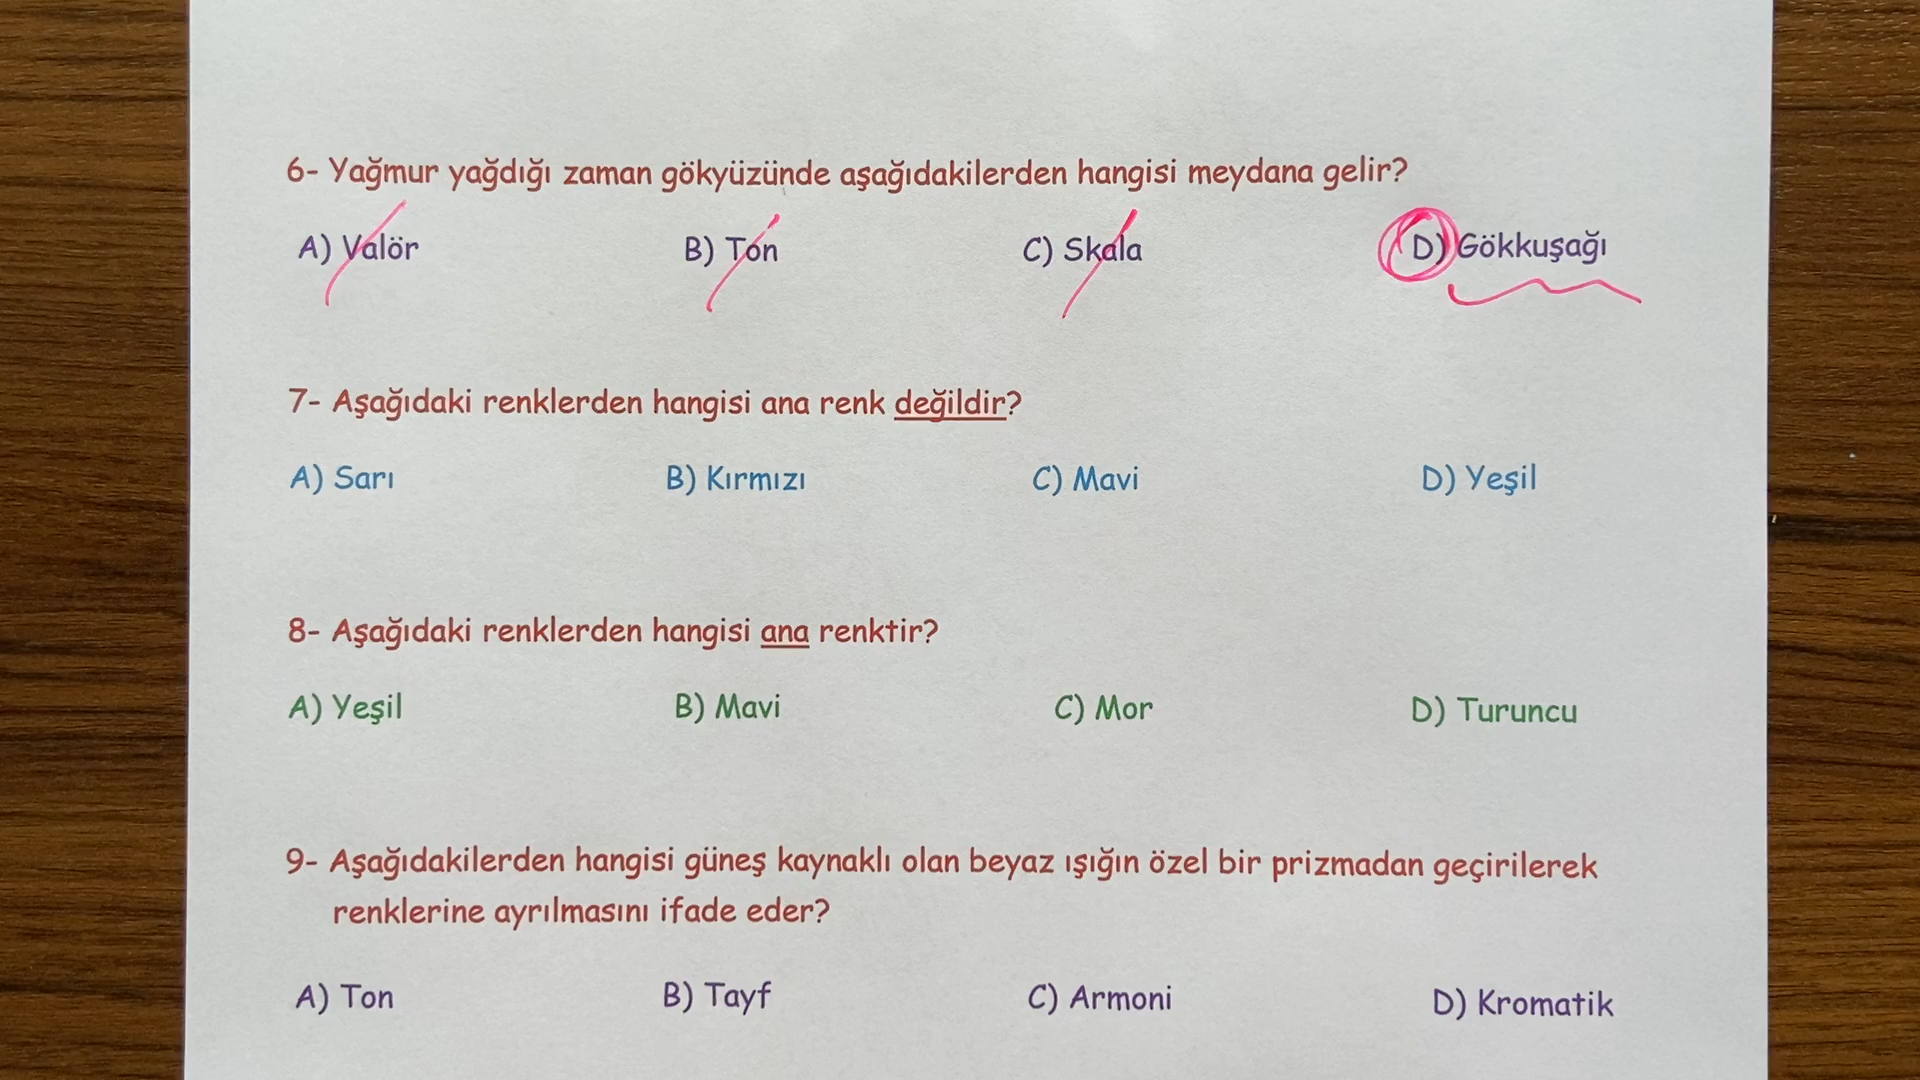 6- Yağmur yağdığı zaman gökyüzünde aşağıdakilerden hangisi meydana gelir?
A) Valör B) Ton C) Skala D) Gökkuşağı
7- Aşağıdaki renklerden hangisi ana renk değildir?
A) Sarı B) Kırmızı C) Mavi D) Yeşil
8- Aşağıdaki renklerden hangisi ana renktir?
A) Yeşil B) Mavi C) Mor D) Turuncu
9- Aşağıdakilerden hangisi güneş kaynaklı olan beyaz ışığın özel bir prizmadan geçirilerek
renklerine ayrılmasını ifade eder?
A) Ton B) Tayf C) Armoni D) Kromatik